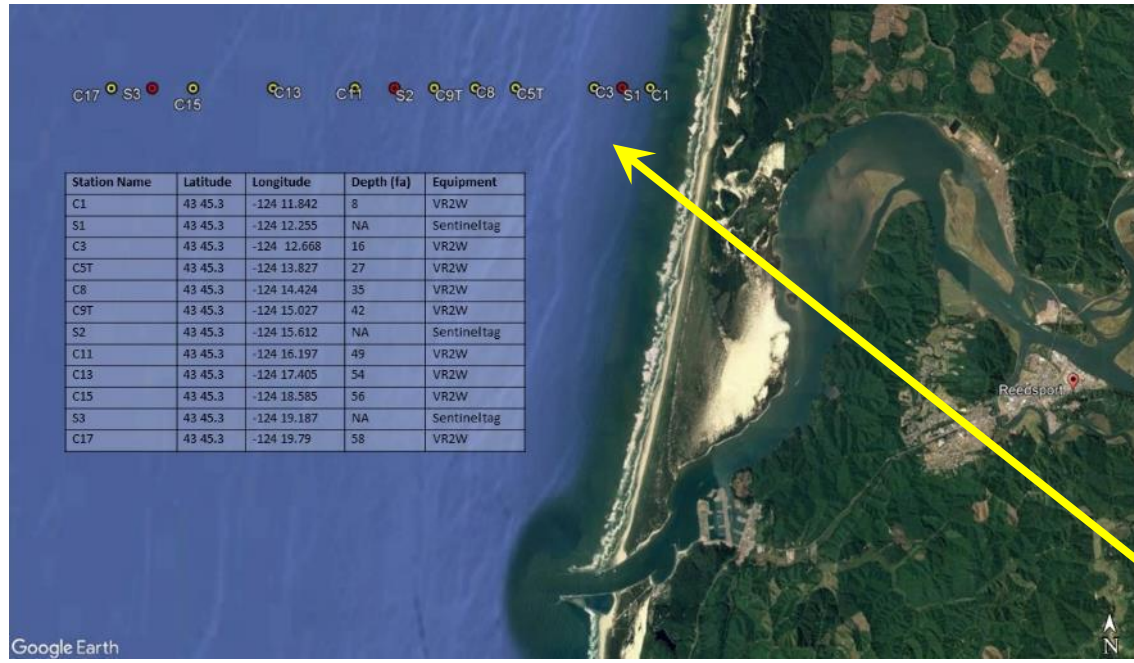 C17 S3 C15 C13 C11 S2 C9T C8 C5T C3 S1 C1
Station Name Latitude Longitude Depth (fa) Equipment
C1 43 45.3 -124 11.842 8 VR2W
S1 43 45.3 -124 12.255 NA Sentineltag
C3 43 45.3 -124 12.668 16 VR2W
C5T 43 45.3 -124 13.827 27 VR2W
C8 43 45.3 -124 14.424 35 VR2W
C9T 43 45.3 -124 15.027 42 VR2W
S2 43 45.3 -124 15.612 NA Sentineltag
C11 43 45.3 -124 16.197 49 VR2W
C13 43 45.3 -124 17.405 54 VR2W
C15 43 45.3 -124 18.585 56 VR2W
S3 43 45.3 -124 19.187 NA Sentineltag
C17 43 45.3 -124 19.79 58 VR2W
Reedsport
Google Earth
N